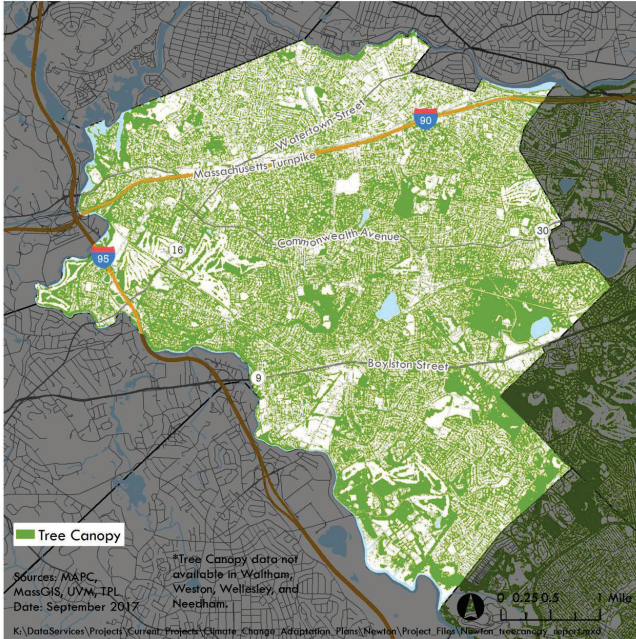 Watertown Street
90
Massachusetts Turnpike
Commonwealth Avenue
30
16
95
Boylston Street
9
Tree Canopy
*Tree Canopy data not
available in Waltham,
Weston, Wellesley, and
Needham.
Sources: MAPC,
MassGIS, UVM, TPL
Date: September 2017
0 0.25 0.5 1 Mile
K:\DataServices\Projects\Current_Projects\Climate_Change_Adaptation_Plans\Newton\Project_Files\Newton_treecanopy_report.mxd